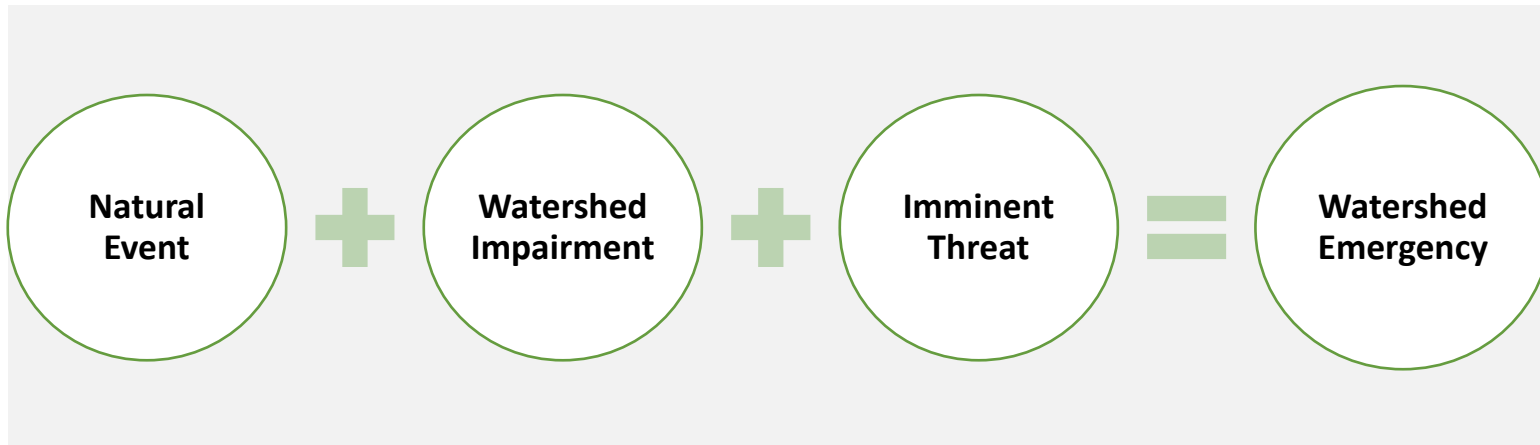 Natural
Event
Watershed
Impairment
Imminent
Threat
Watershed
Emergency